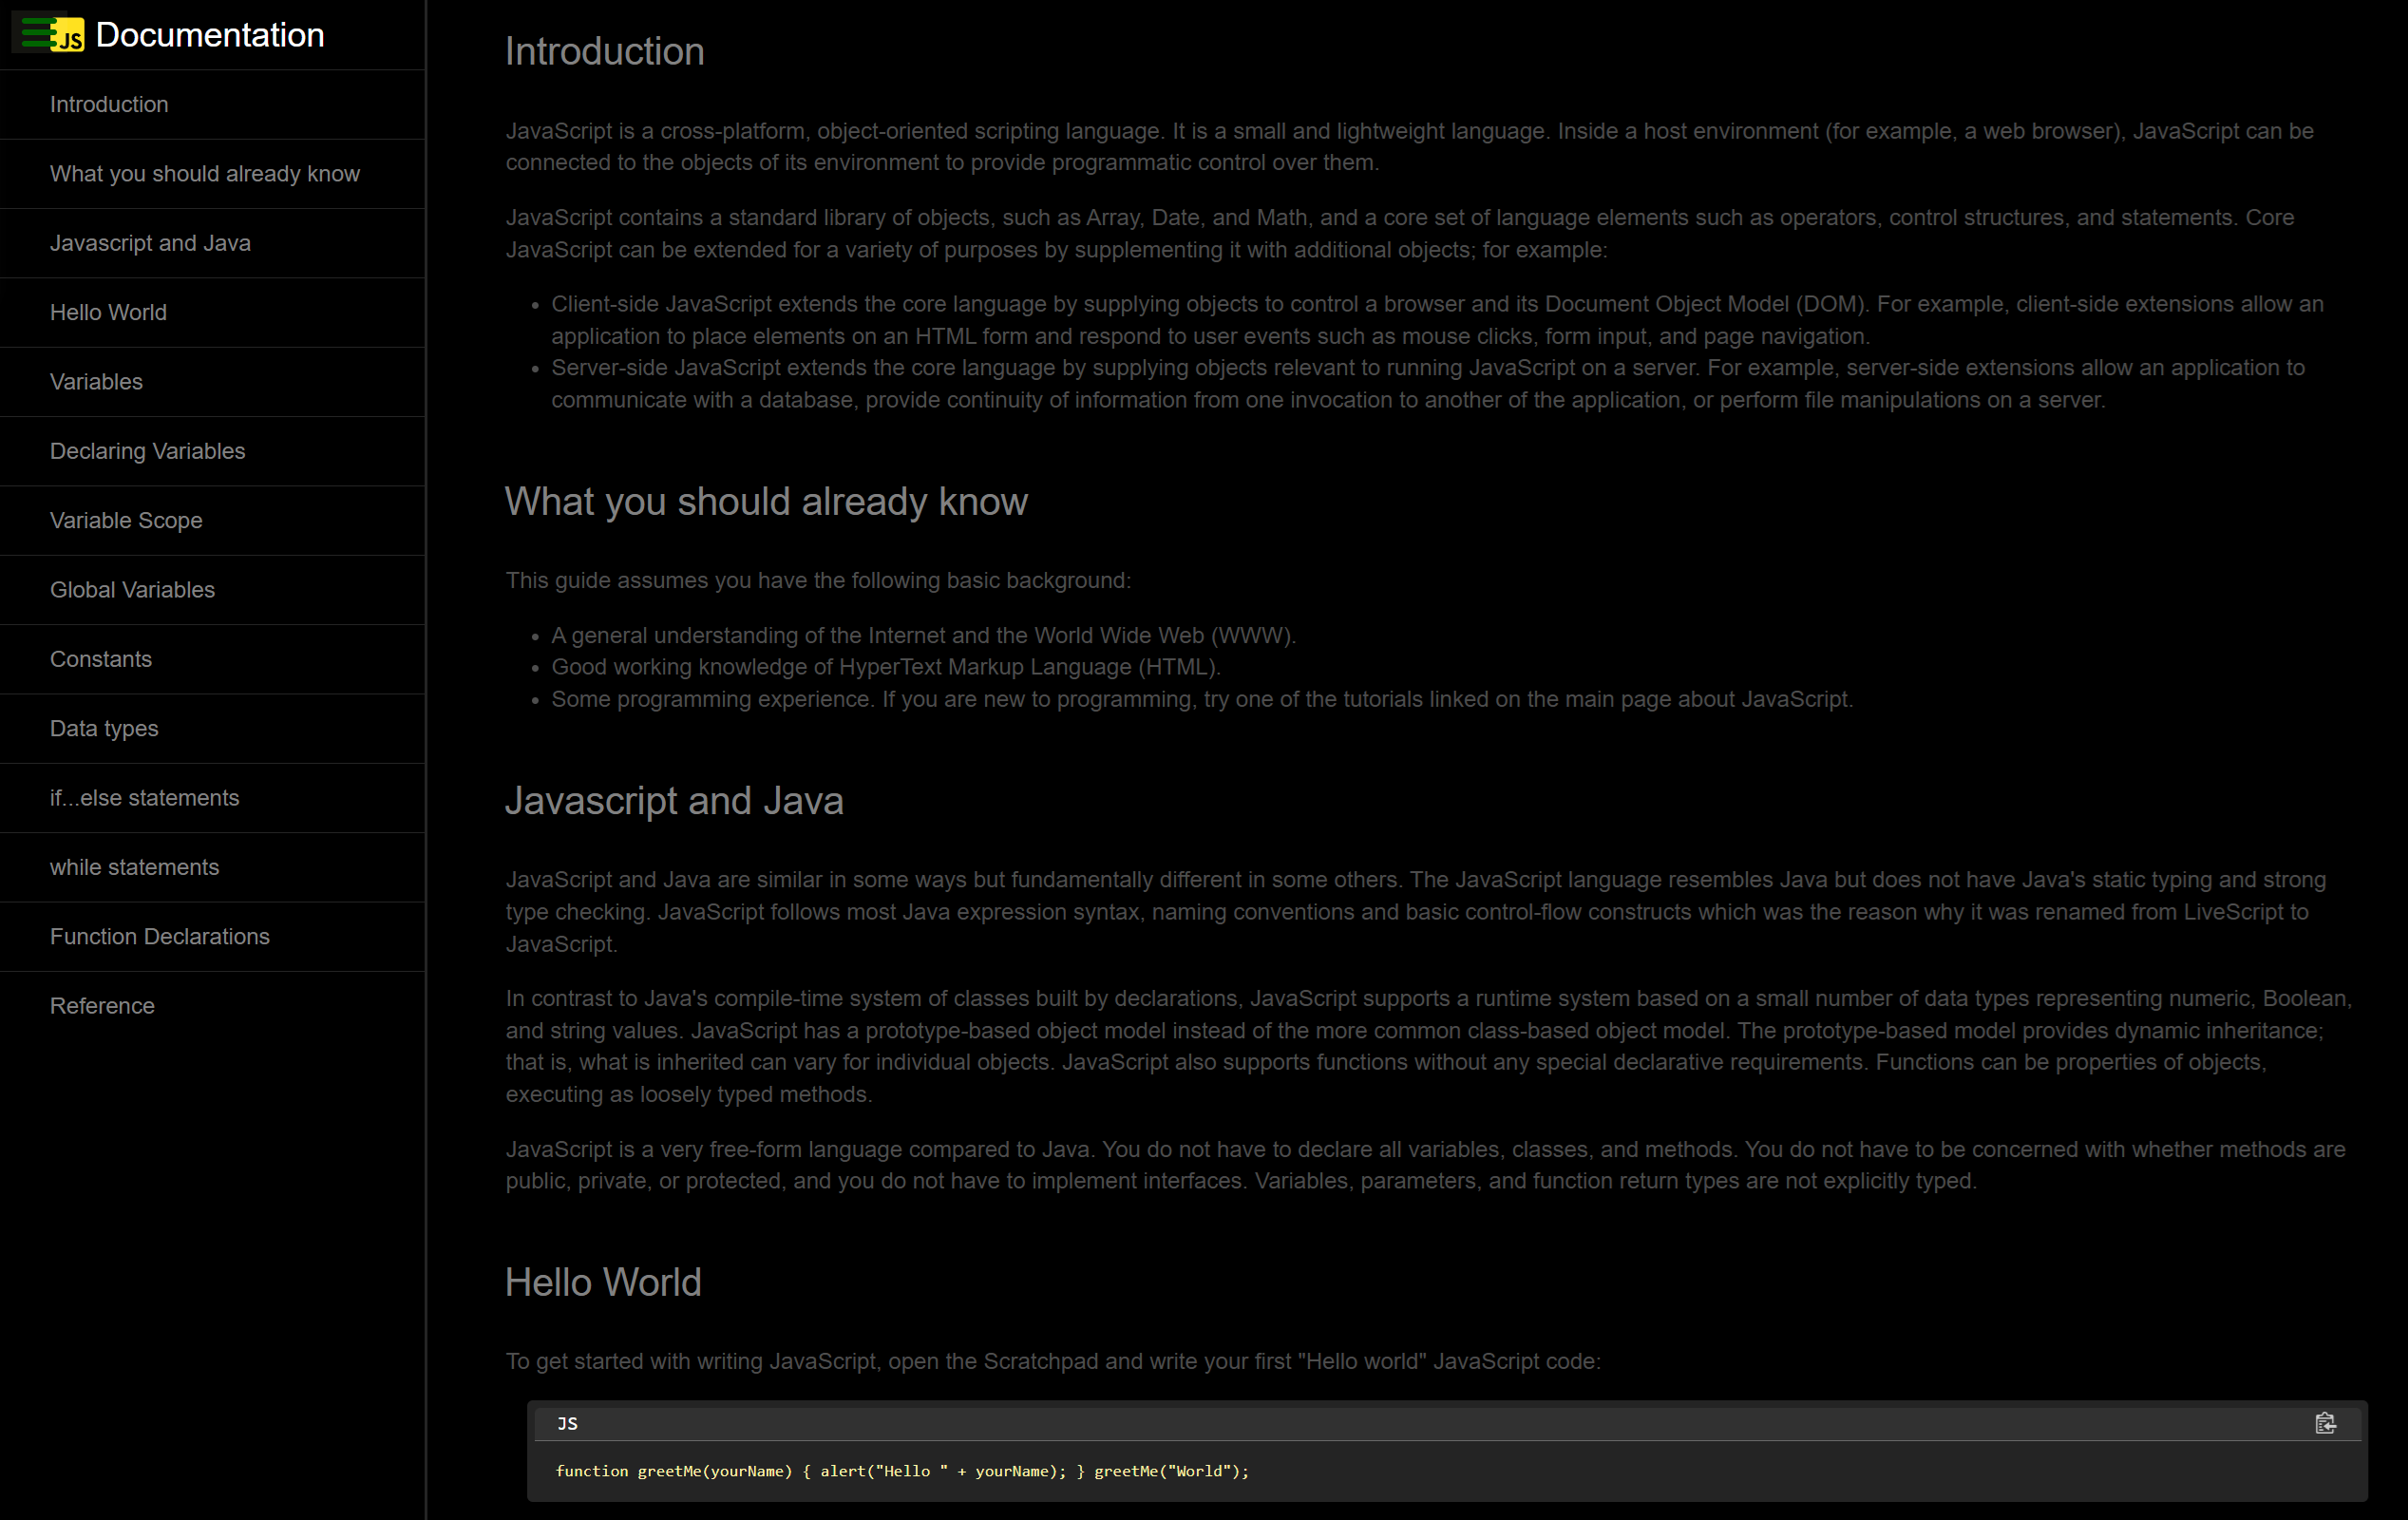 JS Documentation
Introduction
What you should already know
Javascript and Java
Hello World
Variables
Declaring Variables
Variable Scope
Global Variables
Constants
Data types
if...else statements
while statements
Function Declarations
Reference
Introduction
JavaScript is a cross-platform, object-oriented scripting language. It is a small and lightweight language. Inside a host environment (for example, a web browser), JavaScript can be
connected to the objects of its environment to provide programmatic control over them.
JavaScript contains a standard library of objects, such as Array, Date, and Math, and a core set of language elements such as operators, control structures, and statements. Core
JavaScript can be extended for a variety of purposes by supplementing it with additional objects; for example:
• Client-side JavaScript extends the core language by supplying objects to control a browser and its Document Object Model (DOM). For example, client-side extensions allow an
application to place elements on an HTML form and respond to user events such as mouse clicks, form input, and page navigation.
• Server-side JavaScript extends the core language by supplying objects relevant to running JavaScript on a server. For example, server-side extensions allow an application to
communicate with a database, provide continuity of information from one invocation to another of the application, or perform file manipulations on a server.
What you should already know
This guide assumes you have the following basic background:
• A general understanding of the Internet and the World Wide Web (WWW).
• Good working knowledge of HyperText Markup Language (HTML).
• Some programming experience. If you are new to programming, try one of the tutorials linked on the main page about JavaScript.
Javascript and Java
JavaScript and Java are similar in some ways but fundamentally different in some others. The JavaScript language resembles Java but does not have Java's static typing and strong
type checking. JavaScript follows most Java expression syntax, naming conventions and basic control-flow constructs which was the reason why it was renamed from LiveScript to
JavaScript.
In contrast to Java's compile-time system of classes built by declarations, JavaScript supports a runtime system based on a small number of data types representing numeric, Boolean,
and string values. JavaScript has a prototype-based object model instead of the more common class-based object model. The prototype-based model provides dynamic inheritance;
that is, what is inherited can vary for individual objects. JavaScript also supports functions without any special declarative requirements. Functions can be properties of objects,
executing as loosely typed methods.
JavaScript is a very free-form language compared to Java. You do not have to declare all variables, classes, and methods. You do not have to be concerned with whether methods are
public, private, or protected, and you do not have to implement interfaces. Variables, parameters, and function return types are not explicitly typed.
Hello World
To get started with writing JavaScript, open the Scratchpad and write your first "Hello world" JavaScript code:
JS
function greetMe(yourName) { alert("Hello " + yourName); } greetMe("World");